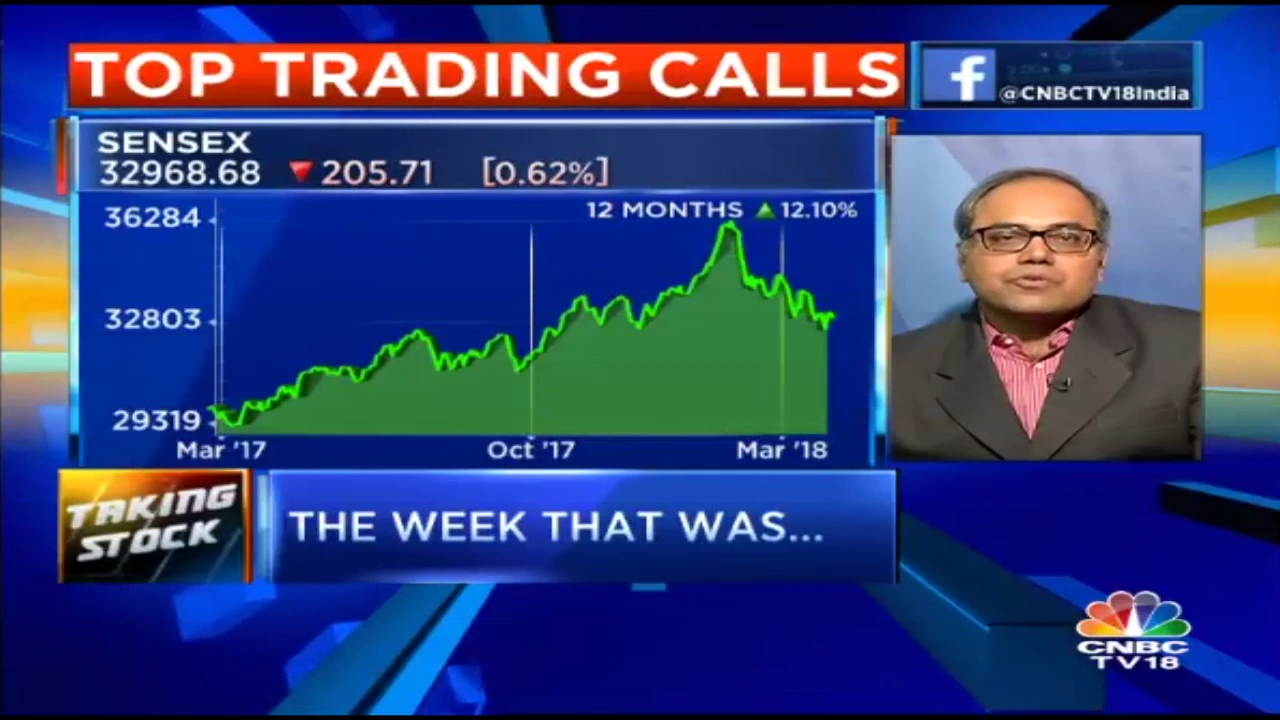 TOP TRADING CALLS
f @CNBCTV18India
SENSEX
32968.68 ▼ 205.71 [0.62%]
12 MONTHS ▲ 12.10%
36284
32803
29319
Mar '17 Oct '17 Mar '18
TAKING
STOCK
THE WEEK THAT WAS...
CNBC
TV18